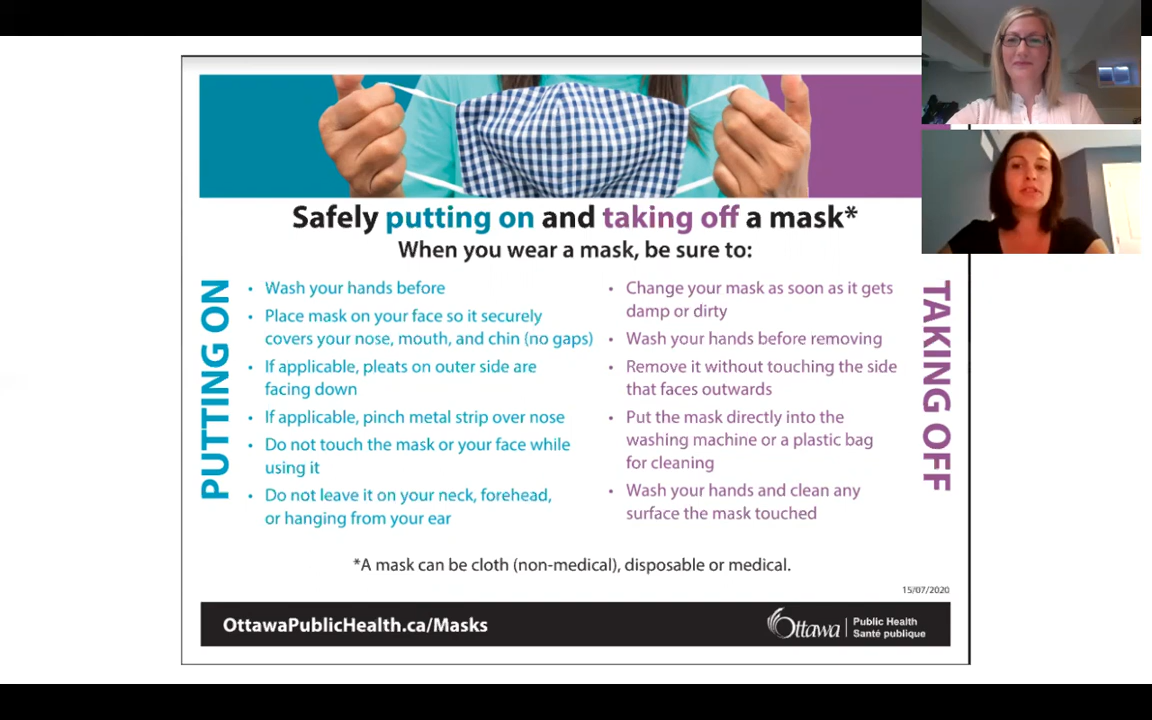 Safely putting on and taking off a mask*
When you wear a mask, be sure to:
PUTTING ON
• Wash your hands before
• Place mask on your face so it securely
covers your nose, mouth, and chin (no gaps)
• If applicable, pleats on outer side are
facing down
• If applicable, pinch metal strip over nose
• Do not touch the mask or your face while
using it
• Do not leave it on your neck, forehead,
or hanging from your ear
TAKING OFF
• Change your mask as soon as it gets
damp or dirty
• Wash your hands before removing
• Remove it without touching the side
that faces outwards
• Put the mask directly into the
washing machine or a plastic bag
for cleaning
• Wash your hands and clean any
surface the mask touched
*A mask can be cloth (non-medical), disposable or medical.
15/07/2020
OttawaPublicHealth.ca/Masks
Ottawa
Public Health
Santé publique